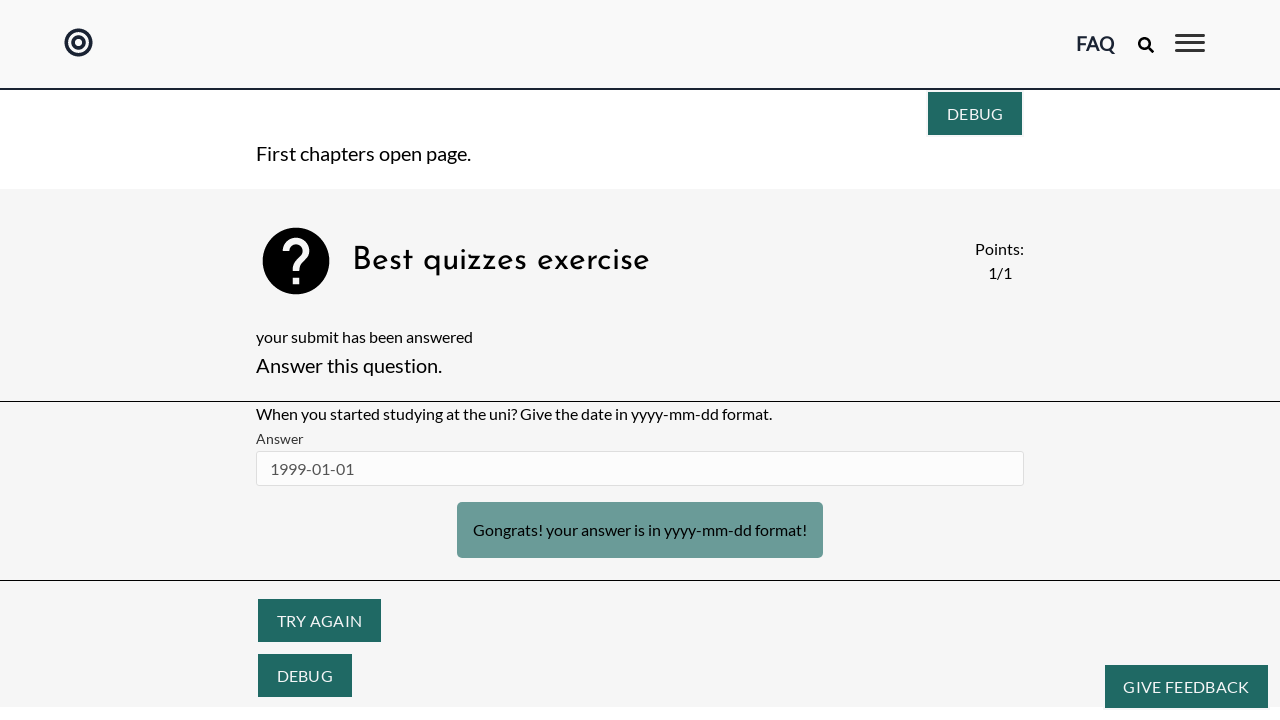 FAQ
DEBUG
First chapters open page.
Best quizzes exercise
Points:
1/1
your submit has been answered
Answer this question.
When you started studying at the uni? Give the date in yyyy-mm-dd format.
Answer
1999-01-01
Gongrats! your answer is in yyyy-mm-dd format!
TRY AGAIN
DEBUG
GIVE FEEDBACK